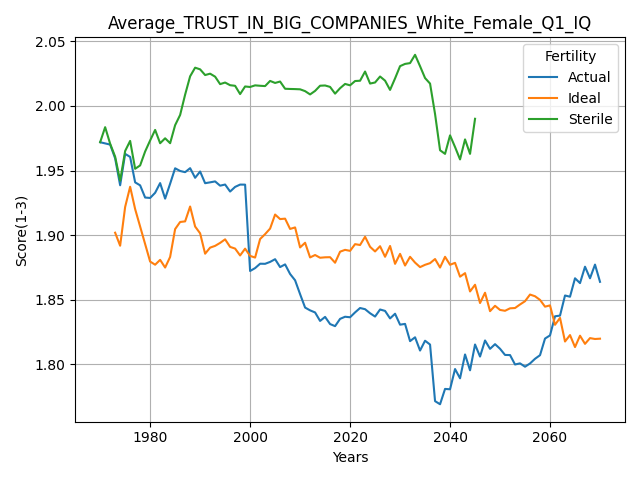 Average_TRUST_IN_BIG_COMPANIES_White_Female_Q1_IQ
2.05
2.00
1.95
1.90
1.85
1.80
Score(1-3)
Fertility
Actual
Ideal
Sterile
1980
2000
2020
2040
2060
Years